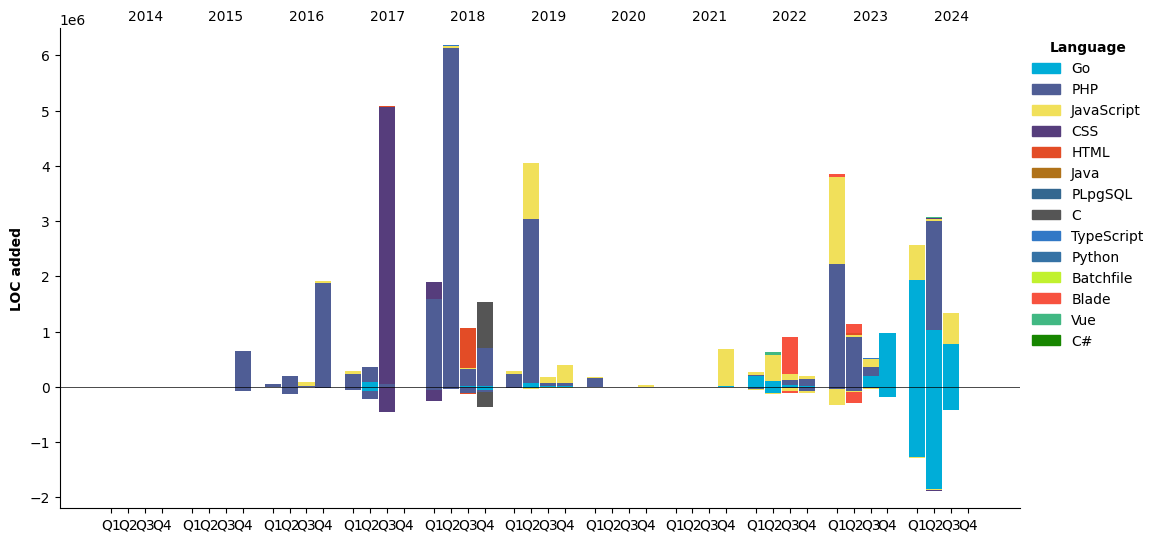 1e6
2014 2015 2016 2017 2018 2019 2020 2021 2022 2023 2024
LOC added
6
5
4
3
2
1
0
−1
−2
Q1Q2Q3Q4 Q1Q2Q3Q4 Q1Q2Q3Q4 Q1Q2Q3Q4 Q1Q2Q3Q4 Q1Q2Q3Q4 Q1Q2Q3Q4 Q1Q2Q3Q4 Q1Q2Q3Q4 Q1Q2Q3Q4 Q1Q2Q3Q4
Language
Go
PHP
JavaScript
CSS
HTML
Java
PLpgSQL
C
TypeScript
Python
Batchfile
Blade
Vue
C#